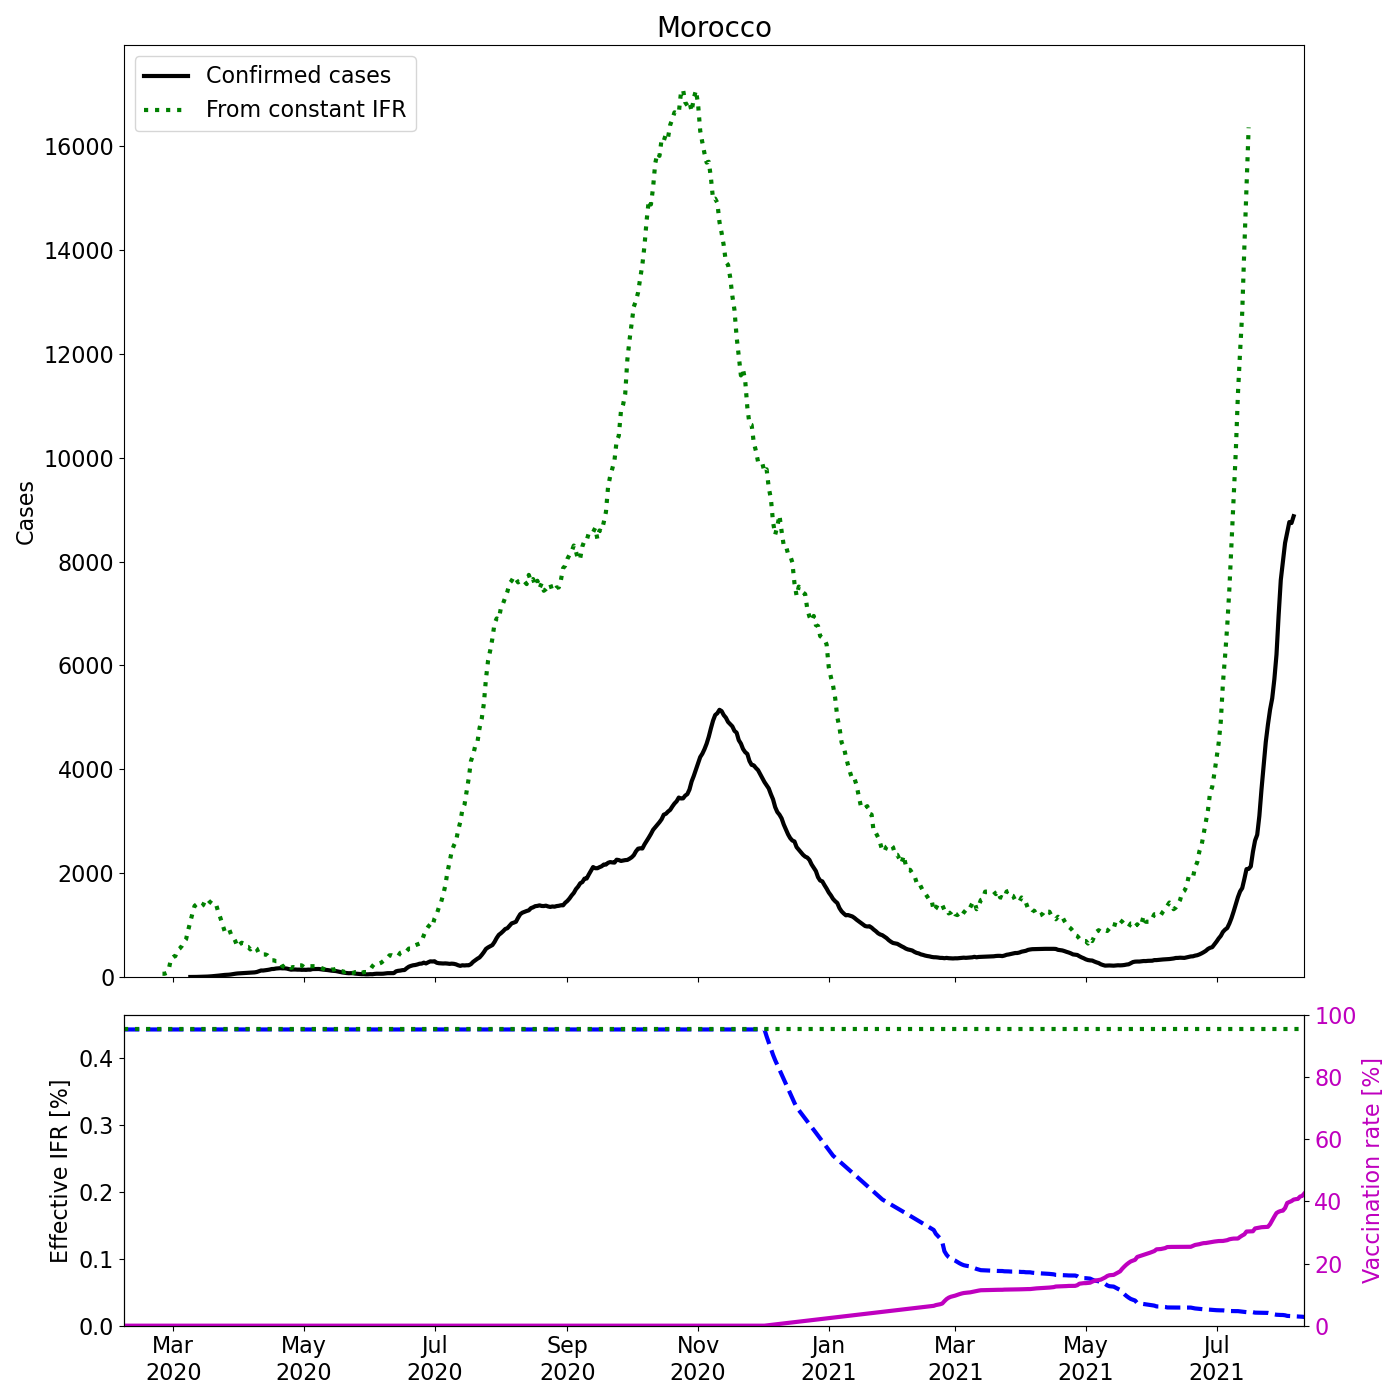 Morocco
Confirmed cases
From constant IFR
Cases
16000
14000
12000
10000
8000
6000
4000
2000
0
Effective IFR [%]
0.4
0.3
0.2
0.1
0.0
100
80
60
40
20
0
Vaccination rate [%]
Mar
2020
May
2020
Jul
2020
Sep
2020
Nov
2020
Jan
2021
Mar
2021
May
2021
Jul
2021